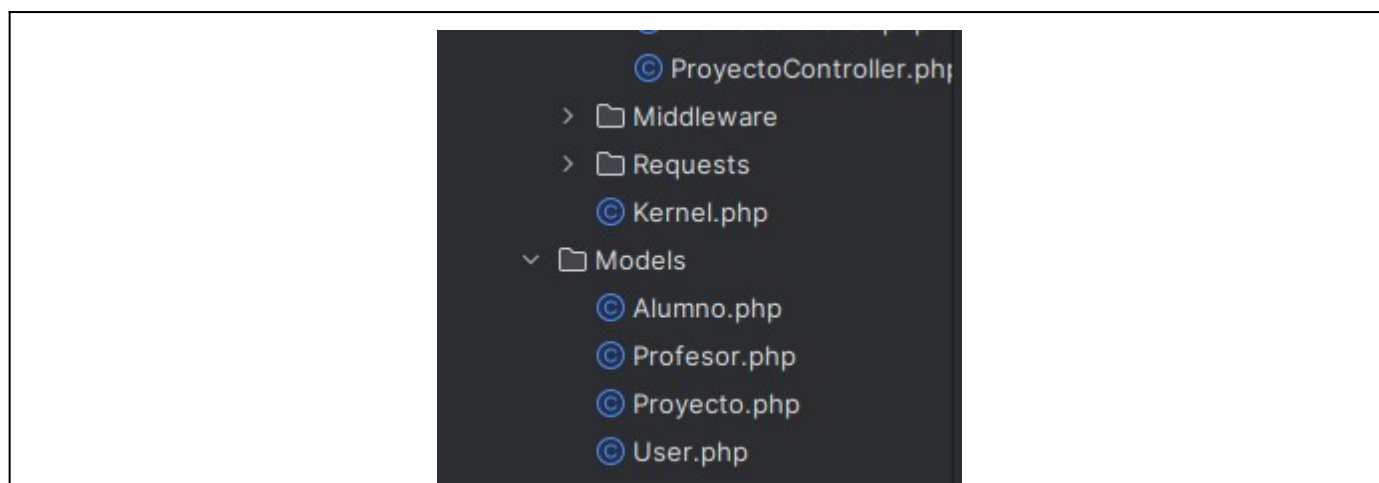 ProyectoController.php
Middleware
Requests
Kernel.php
Models
Alumno.php
Profesor.php
Proyecto.php
User.php